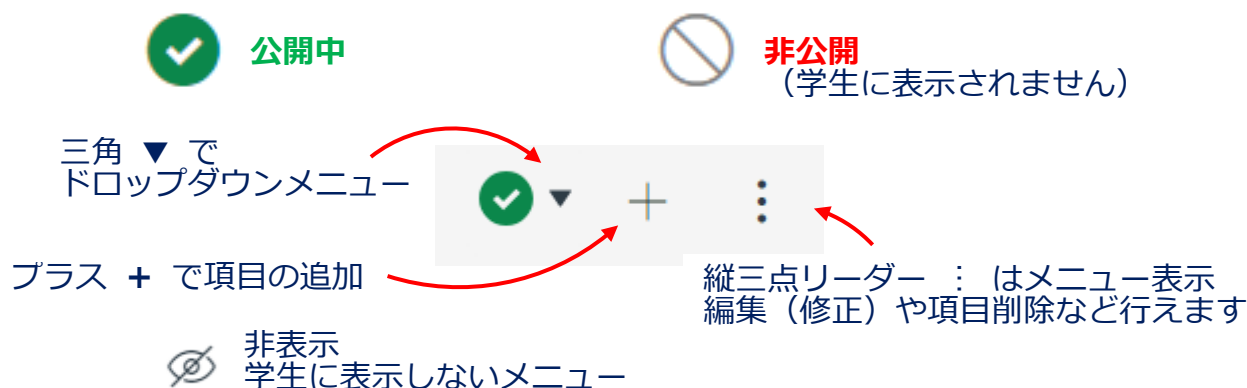 公開中
非公開
（学生に表示されません）
三角 ▼ で
ドロップダウンメニュー
プラス + で項目の追加
縦三点リーダー ⋮ はメニュー表示
編集（修正）や項目削除など行えます
非表示
学生に表示しないメニュー